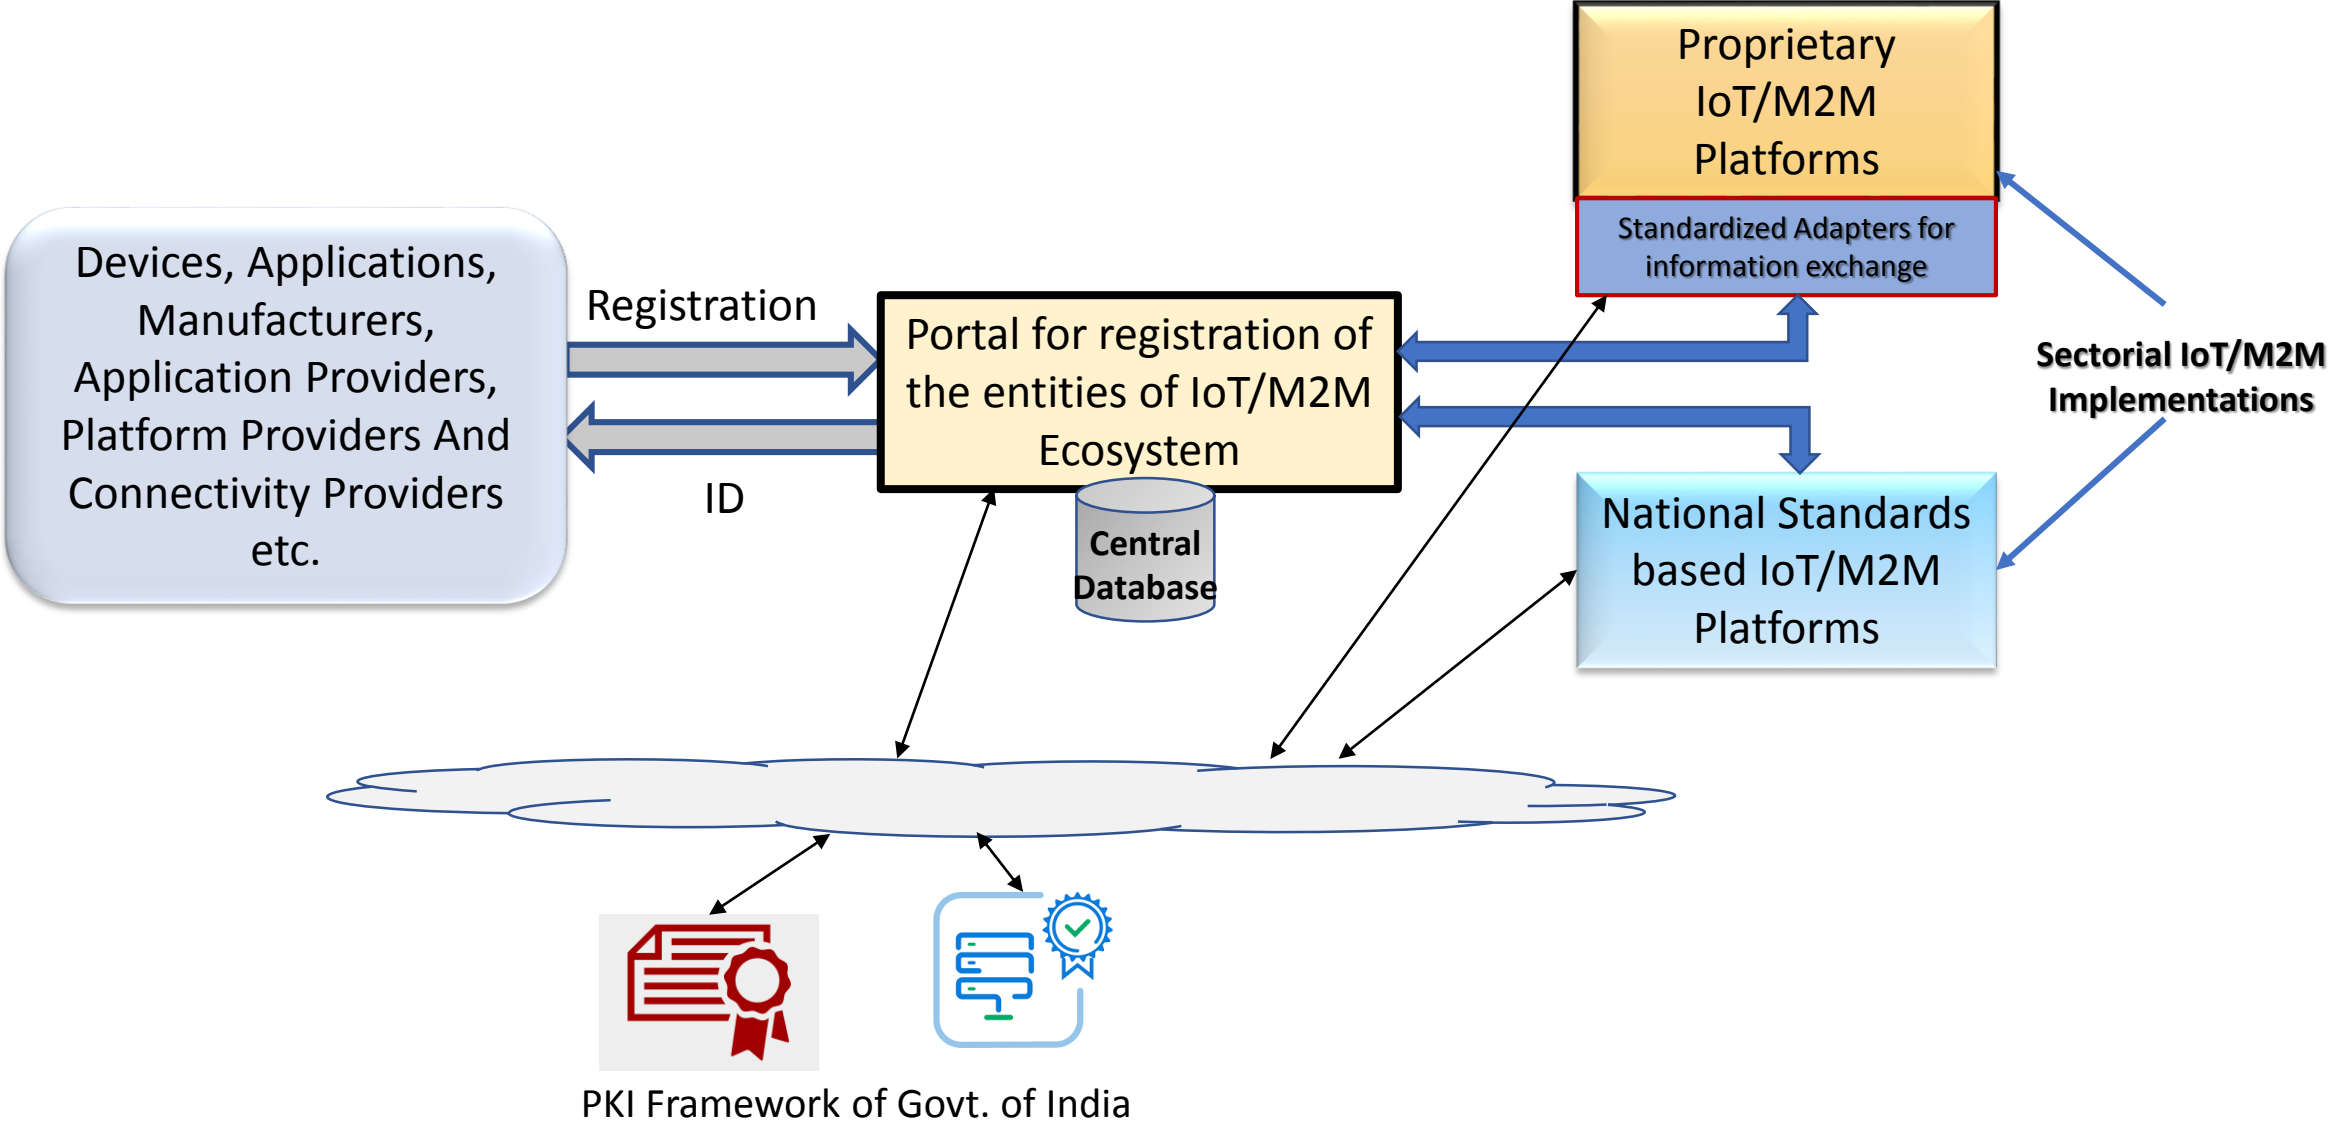 Proprietary
IoT/M2M
Platforms
Standardized Adapters for
information exchange
Devices, Applications,
Manufacturers,
Application Providers,
Platform Providers And
Connectivity Providers
etc.
Registration
ID
Portal for registration of
the entities of IoT/M2M
Ecosystem
Central
Database
Sectorial IoT/M2M
Implementations
National Standards
based IoT/M2M
Platforms
PKI Framework of Govt. of India